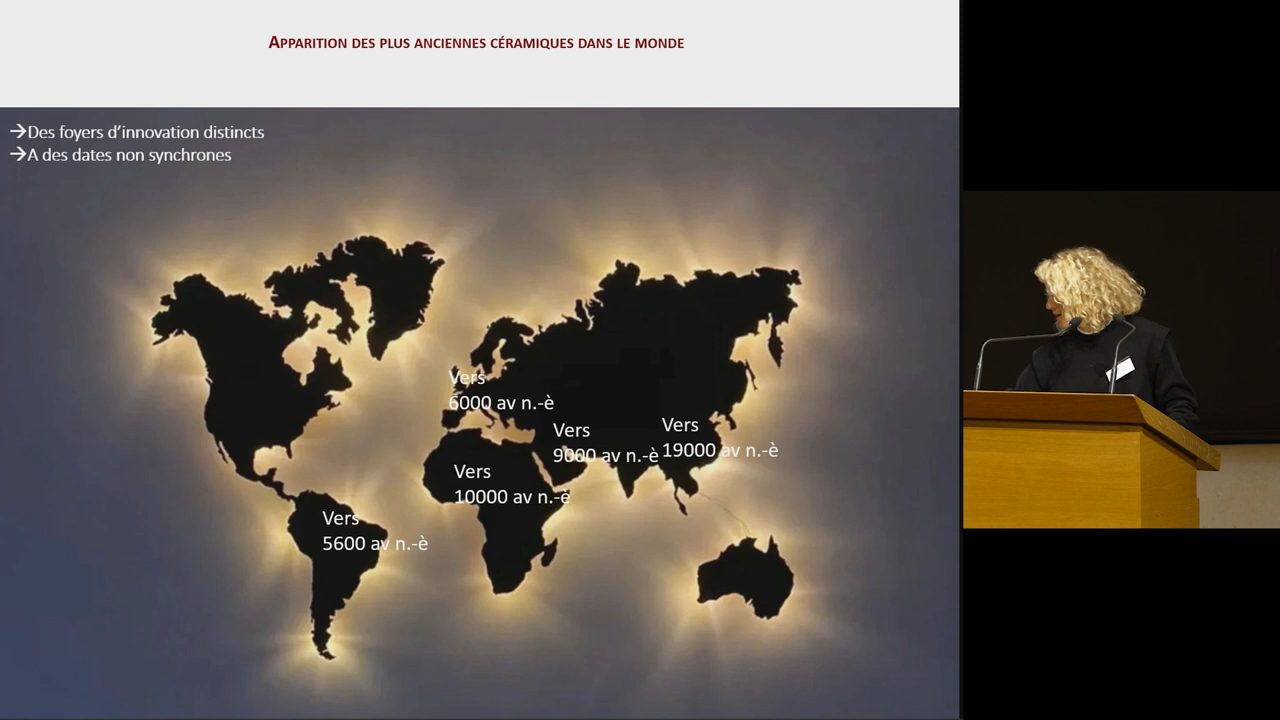 Apparition des plus anciennes céramiques dans le monde
→Des foyers d’innovation distincts
→A des dates non synchrones
Vers
6000 av n.-è
Vers
9000 av n.-è
Vers
19000 av n.-è
Vers
10000 av n.-è
Vers
5600 av n.-è